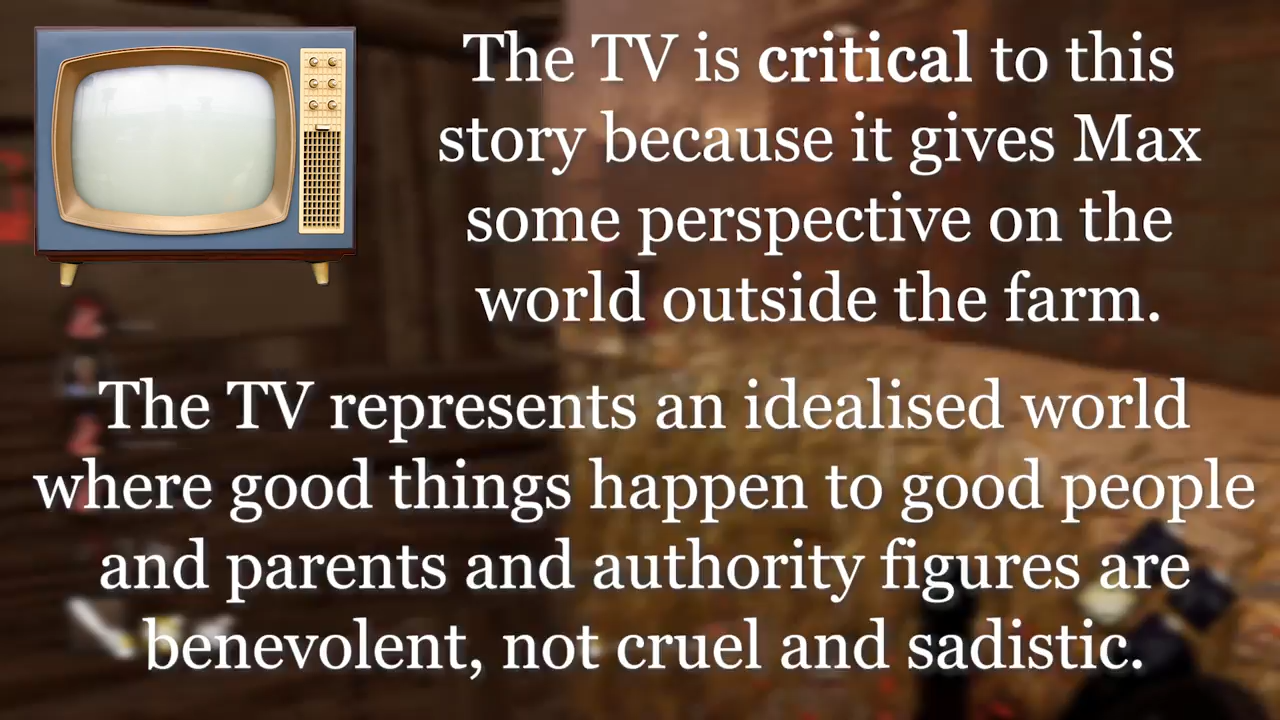 The TV is critical to this
story because it gives Max
some perspective on the
world outside the farm.
The TV represents an idealised world
where good things happen to good people
and parents and authority figures are
benevolent, not cruel and sadistic.